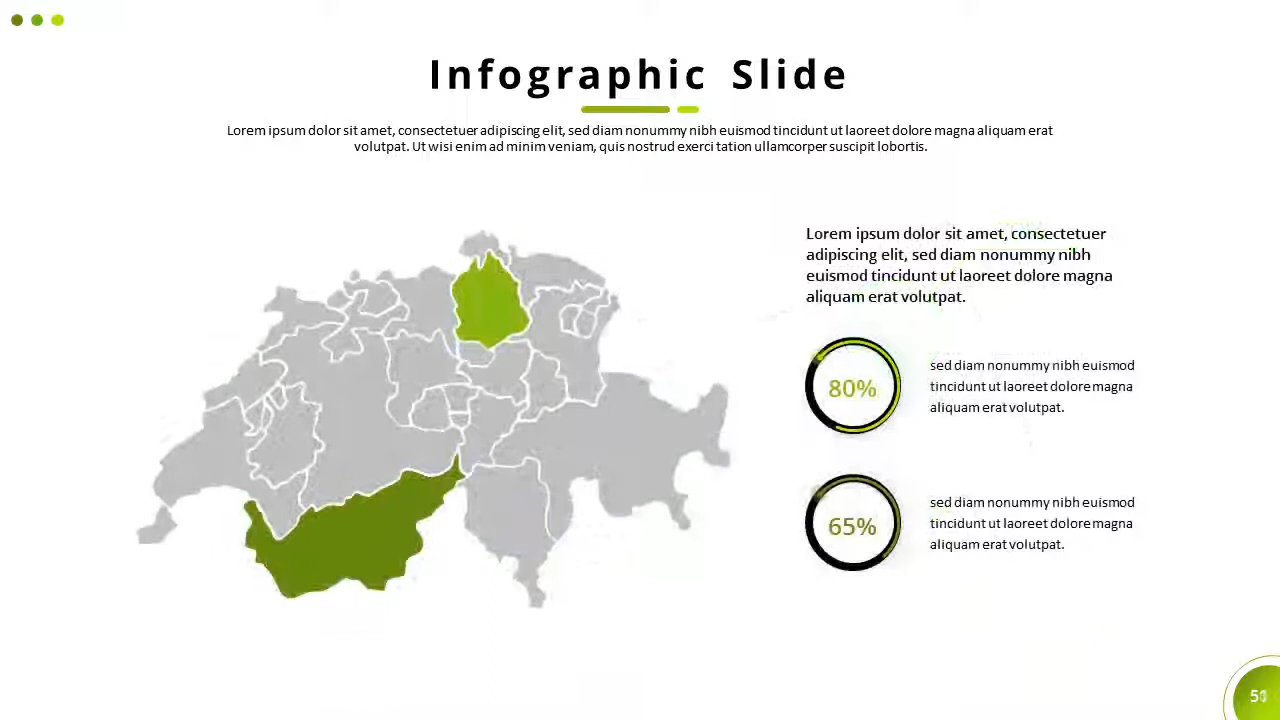 Infographic Slide
Lorem ipsum dolor sit amet, consectetuer adipiscing elit, sed diam nonummy nibh euismod tincidunt ut laoreet dolore magna aliquam erat
volutpat. Ut wisi enim ad minim veniam, quis nostrud exerci tation ullamcorper suscipit lobortis.
Lorem ipsum dolor sit amet, consectetuer
adipiscing elit, sed diam nonummy nibh
euismod tincidunt ut laoreet dolore magna
aliquam erat volutpat.
80%
sed diam nonummy nibh euismod
tincidunt ut laoreet dolore magna
aliquam erat volutpat.
65%
sed diam nonummy nibh euismod
tincidunt ut laoreet dolore magna
aliquam erat volutpat.